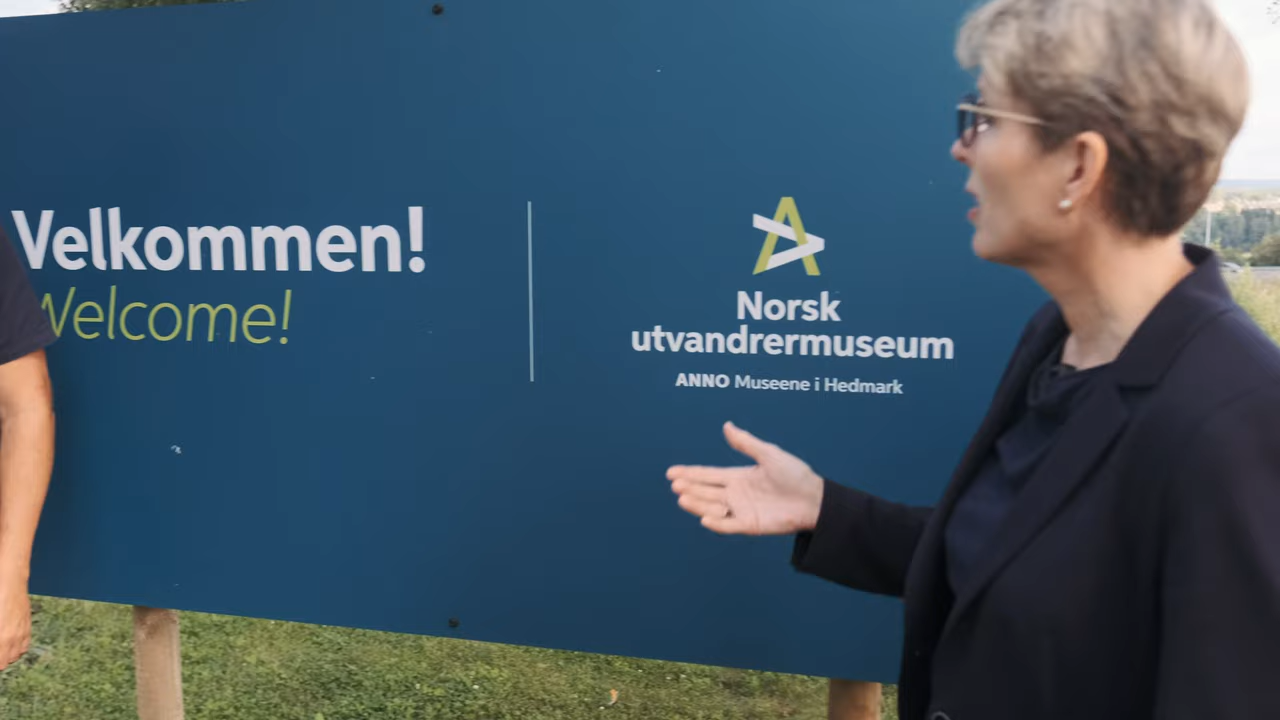 Velkommen!
Welcome!
Norsk
utvandrermuseum
ANNO Museene i Hedmark